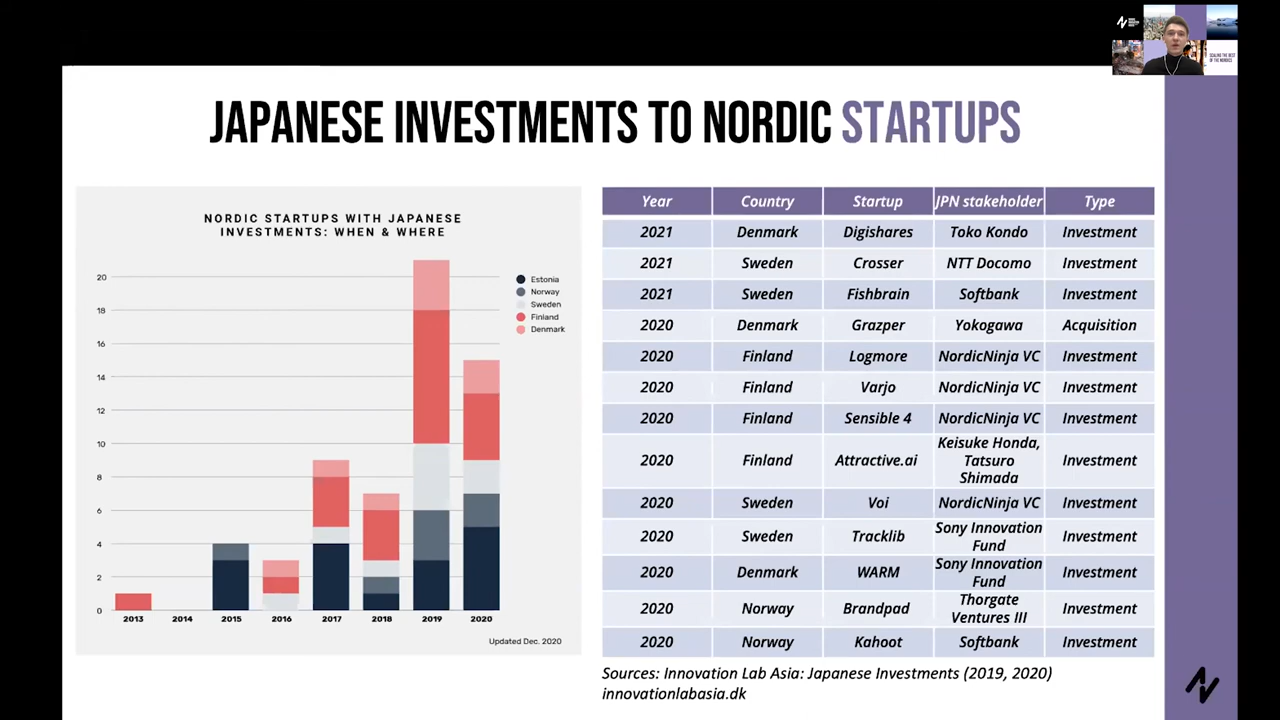 SCALING THE BEST
OF THE NORDICS
JAPANESE INVESTMENTS TO NORDIC STARTUPS
NORDIC STARTUPS WITH JAPANESE
INVESTMENTS: WHEN & WHERE
20
18
16
14
12
10
8
6
4
2
0
2013 2014 2015 2016 2017 2018 2019 2020
Estonia
Norway
Sweden
Finland
Denmark
Updated Dec. 2020
Year Country Startup JPN stakeholder Type
2021 Denmark Digishares Toko Kondo Investment
2021 Sweden Crosser NTT Docomo Investment
2021 Sweden Fishbrain Softbank Investment
2020 Denmark Grazper Yokogawa Acquisition
2020 Finland Logmore NordicNinja VC Investment
2020 Finland Varjo NordicNinja VC Investment
2020 Finland Sensible 4 NordicNinja VC Investment
2020 Finland Attractive.ai Keisuke Honda,
Tatsuro
Shimada Investment
2020 Sweden Voi NordicNinja VC Investment
2020 Sweden Tracklib Sony Innovation
Fund Investment
2020 Denmark WARM Sony Innovation
Fund Investment
2020 Norway Brandpad Thorgate
Ventures III Investment
2020 Norway Kahoot Softbank Investment
Sources: Innovation Lab Asia: Japanese Investments (2019, 2020)
innovationlabasia.dk